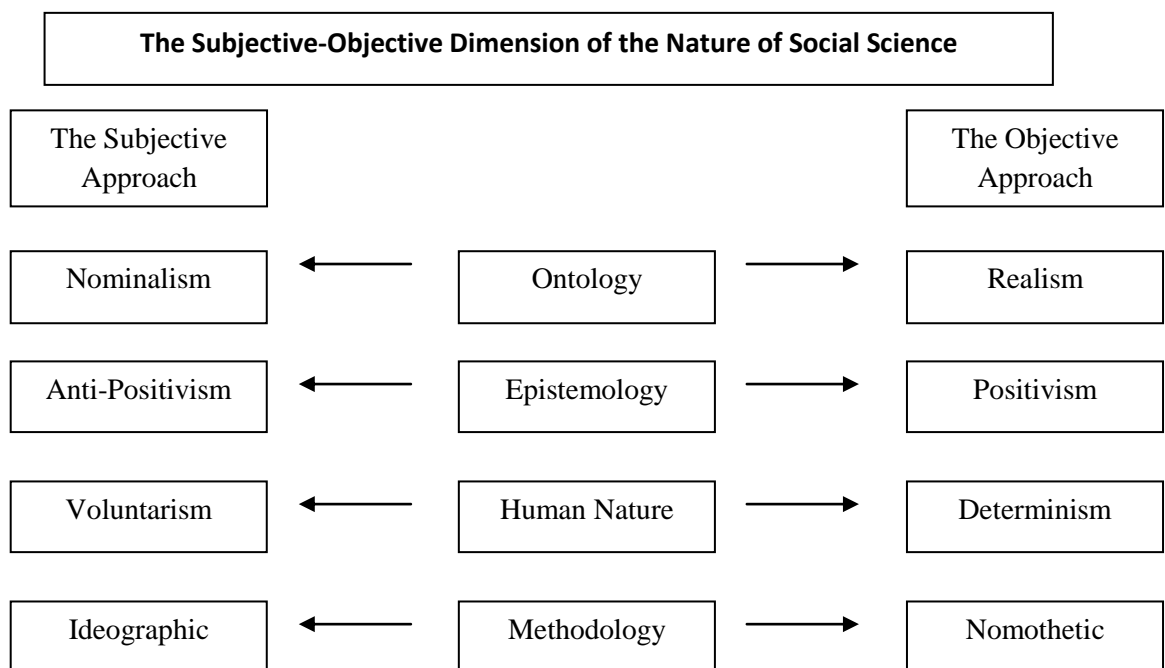 The Subjective-Objective Dimension of the Nature of Social Science
The Subjective
Approach
The Objective
Approach
Nominalism
Ontology
Realism
Anti-Positivism
Epistemology
Positivism
Voluntarism
Human Nature
Determinism
Ideographic
Methodology
Nomothetic